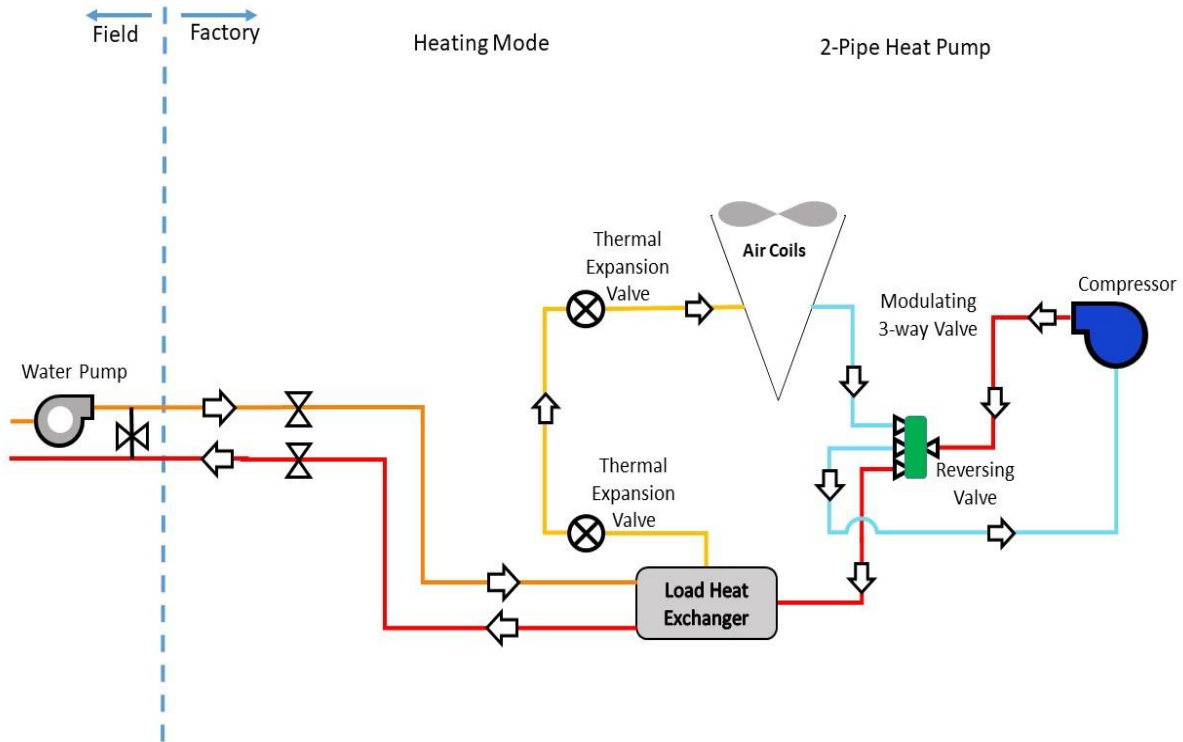 Field
Factory
Heating Mode
2-Pipe Heat Pump
Thermal
Expansion
Valve
Air Coils
Modulating
3-way Valve
Compressor
Water Pump
Thermal
Expansion
Valve
Reversing
Valve
Load Heat
Exchanger